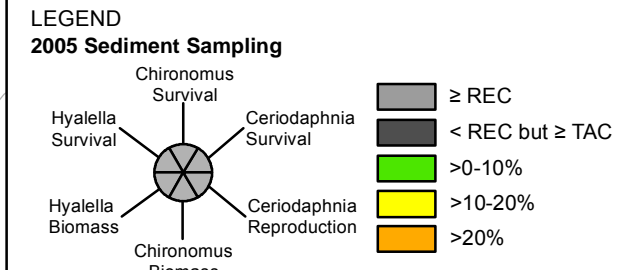 LEGEND
2005 Sediment Sampling
Chironomus
Survival
Hyalella
Survival
Ceriodaphnia
Survival
Hyalella
Biomass
Ceriodaphnia
Reproduction
Chironomus
Biomass
≥ REC
< REC but ≥ TAC
>0-10%
>10-20%
>20%